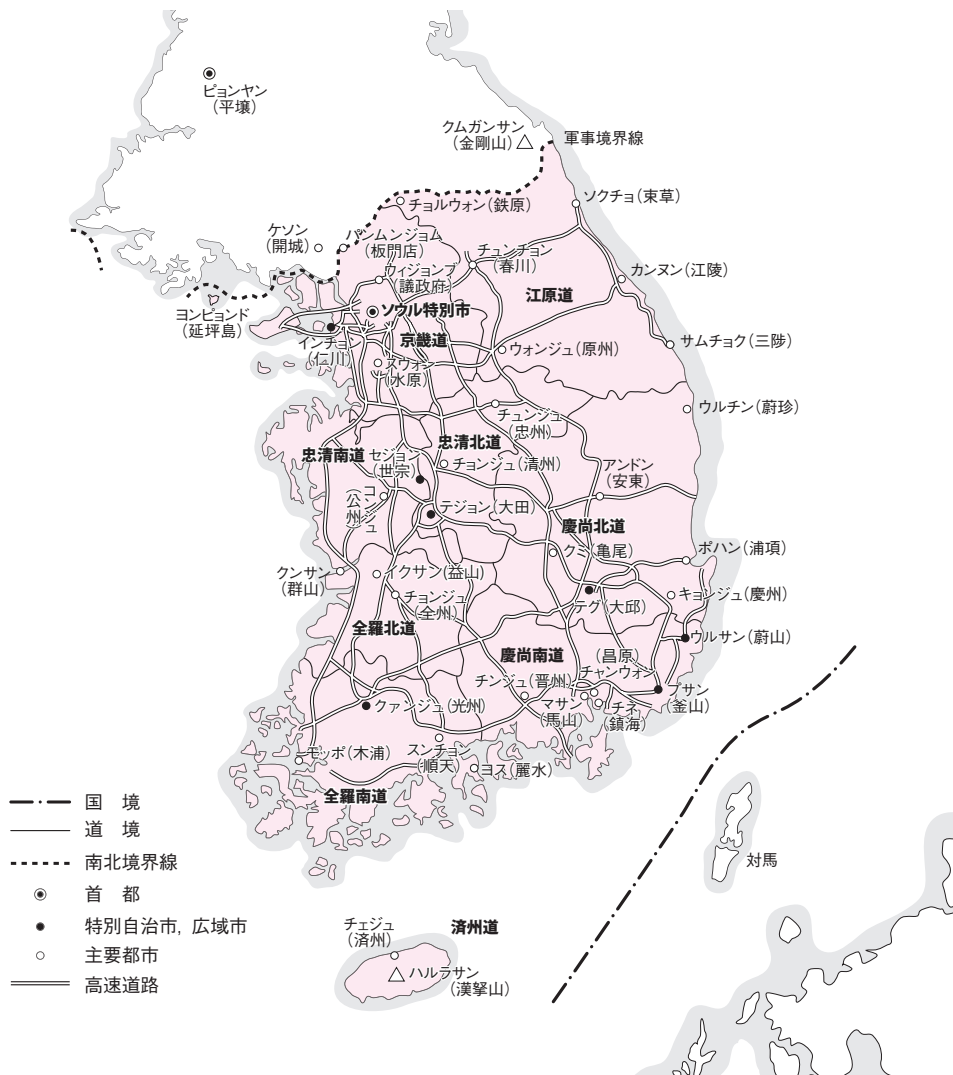 ピョンヤン
(平壌)
クムガンサン
(金剛山)
軍事境界線
ソクチョ(束草)
チョルウォン(鉄原)
ケソン
(開城)
パンムンジョム
(板門店)
チュンチョン
(春川)
カンヌン(江陵)
ウィジョンブ
(議政府)
江原道
ヨンピョンド
(延坪島)
ソウル特別市
インチョン
(仁川)
京畿道
サムチョク(三陟)
ウォンジュ(原州)
スウォン
(水原)
ウルチン(蔚珍)
チュンジュ
(忠州)
忠清南道
セジョン
(世宗)
忠清北道
チョンジュ(清州)
アンドン
(安東)
コンジュ
(公州)
テジョン(大田)
慶尚北道
クミ(亀尾)
ポハン(浦項)
クンサン
(群山)
イクサン(益山)
チョンジュ
(全州)
テグ(大邱)
キョンジュ(慶州)
全羅北道
ウルサン(蔚山)
慶尚南道
(昌原)
チャンウォン
チンジュ(晋州)
マサン
(馬山)
チネ
(鎮海)
プサン
(釜山)
クァンジュ(光州)
モッポ(木浦)
スンチョン
(順天)
ヨス(麗水)
全羅南道
国 境
道 境
南北境界線
首 都
特別自治市, 広域市
主要都市
高速道路
対馬
チェジュ
(済州)
済州道
ハルラサン
(漢拏山)